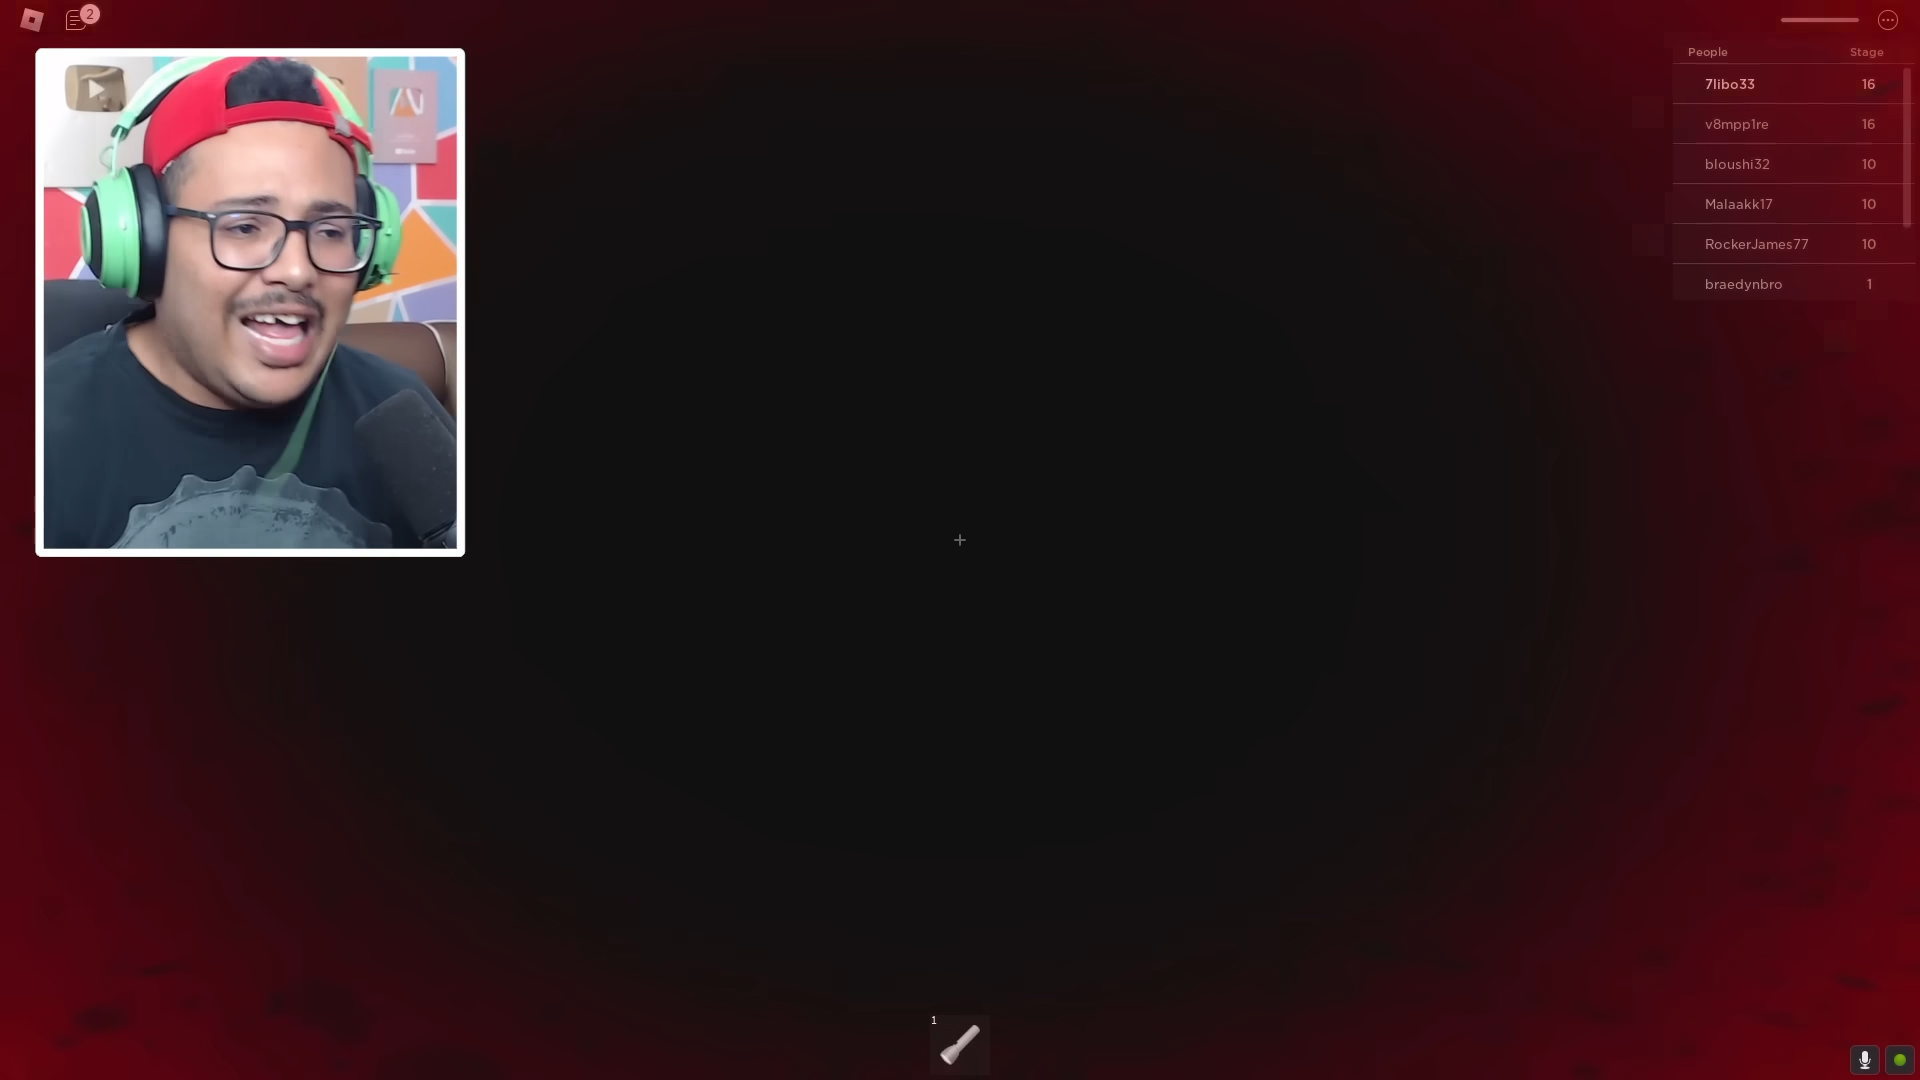 2
People Stage
7libo33 16
v8mpp1re 16
bloushi32 10
Malaakk17 10
RockerJames77 10
braedynbro 1
1